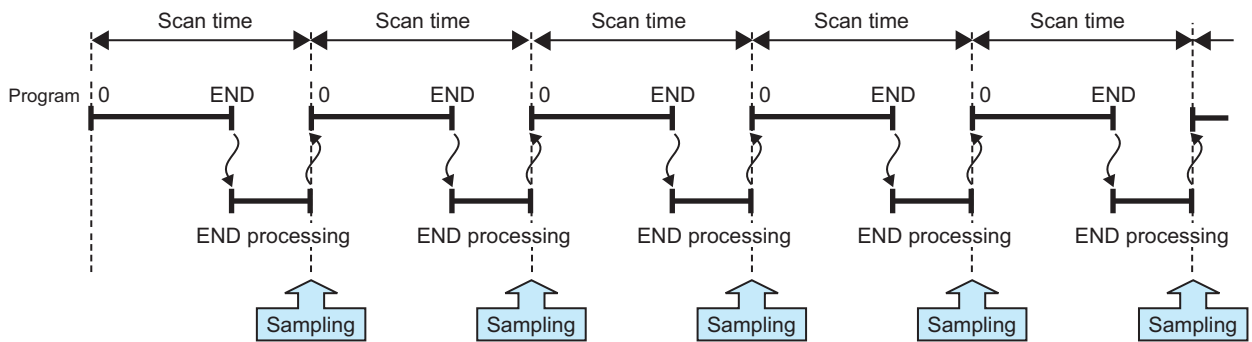 Scan time Scan time Scan time Scan time Scan time
Program 0 END 0 END 0 END 0 END 0 END
END processing END processing END processing END processing END processing
Sampling Sampling Sampling Sampling Sampling